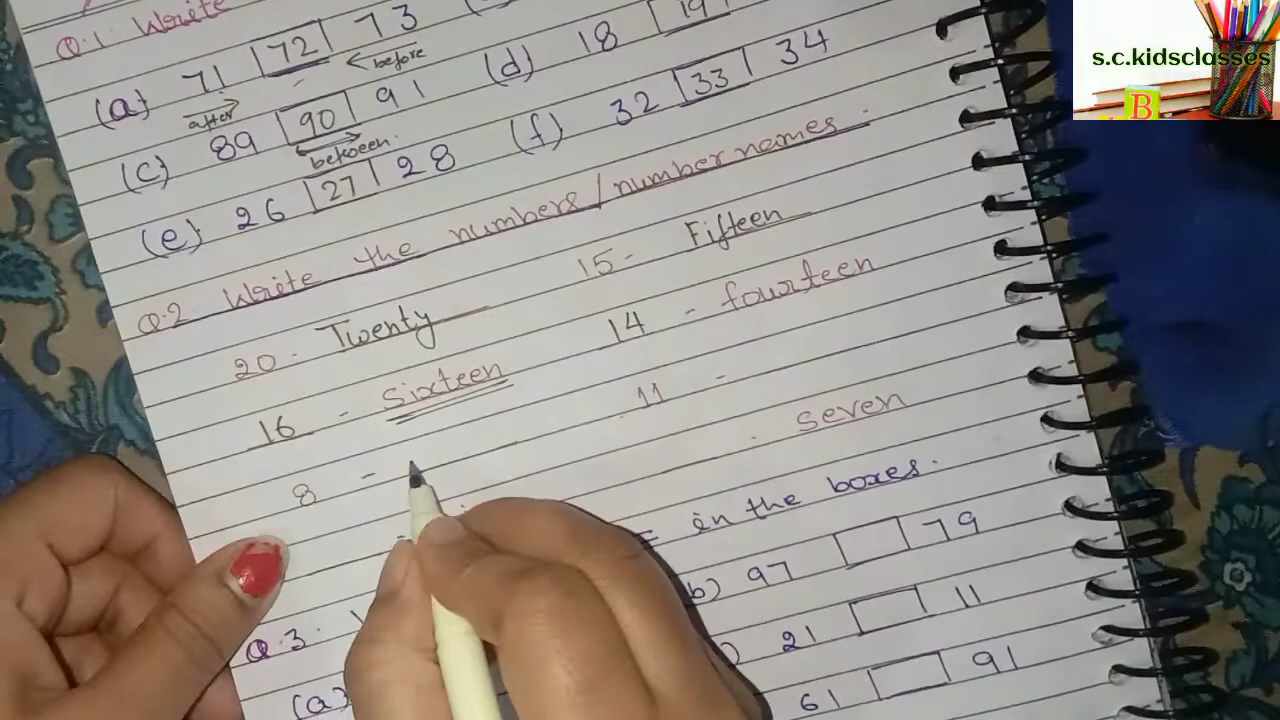 s.c.kidsclasses
B
Q.1. Write
(a) 71 72 73
after before
(c) 89 90 91 (d) 18 19
between
(e) 26 27 28 (f) 32 33 34
Q.2. Write the numbers/number names.
20 - Twenty 15 - Fifteen
16 - Sixteen 14 - fourteen
8 - 11 -
- seven
Q.3. in the boxes.
(a) b) 97 79
) 21 11
61 91